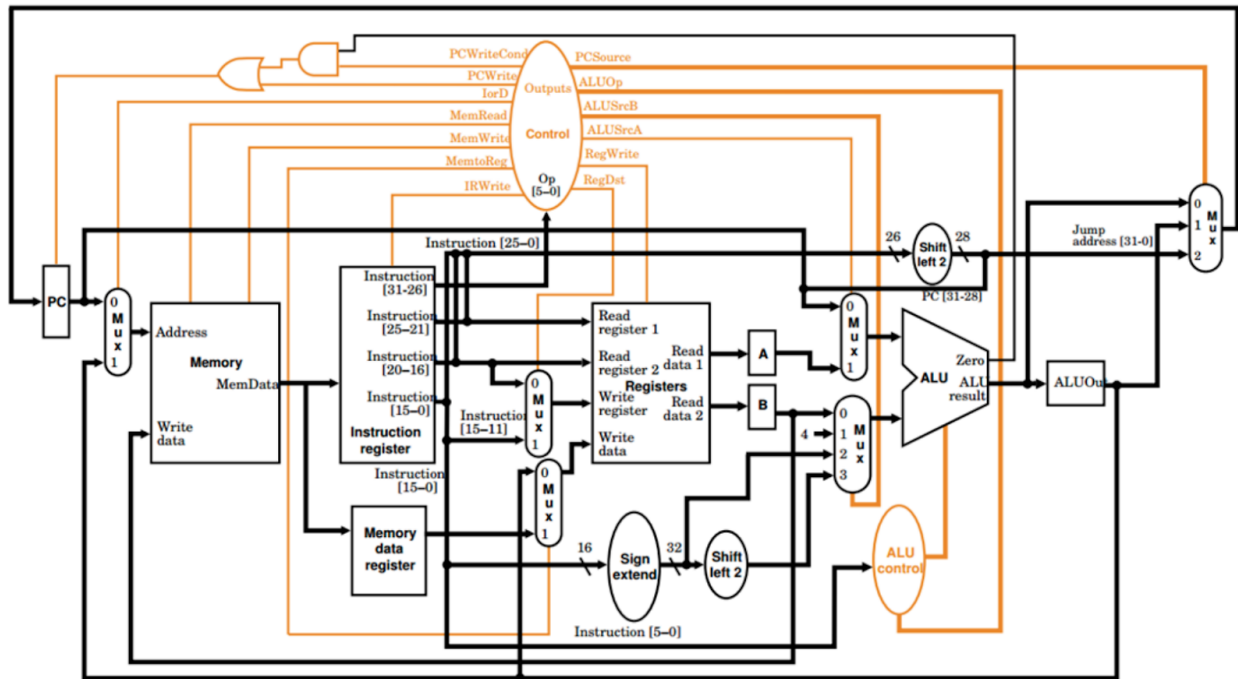 PCWriteCond
PCSource
PCWrite
ALUOp
IorD
Outputs
ALUSrcB
MemRead
ALUSrcA
MemWrite
Control
RegWrite
MemtoReg
Op
[5–0]
RegDst
IRWrite
Instruction [25–0]
26
Shift
left 2
28
Jump
address [31-0]
0
1
2
M
u
x
PC [31-28]
PC
0
M
u
x
1
Address
Memory
MemData
Write
data
Instruction
[31-26]
Instruction
[25–21]
Instruction
[20–16]
Instruction
[15–0]
Instruction
register
Instruction
[15–0]
Instruction
[15–11]
0
M
u
x
1
0
M
u
x
1
Memory
data
register
Read
register 1
Read
register 2
Registers
Write
register
Write
data
Read
data 1
Read
data 2
A
B
0
M
u
x
1
4
0
1
2
3
M
u
x
Zero
ALU
ALU
result
ALUOut
16
Sign
extend
32
Shift
left 2
ALU
control
Instruction [5–0]